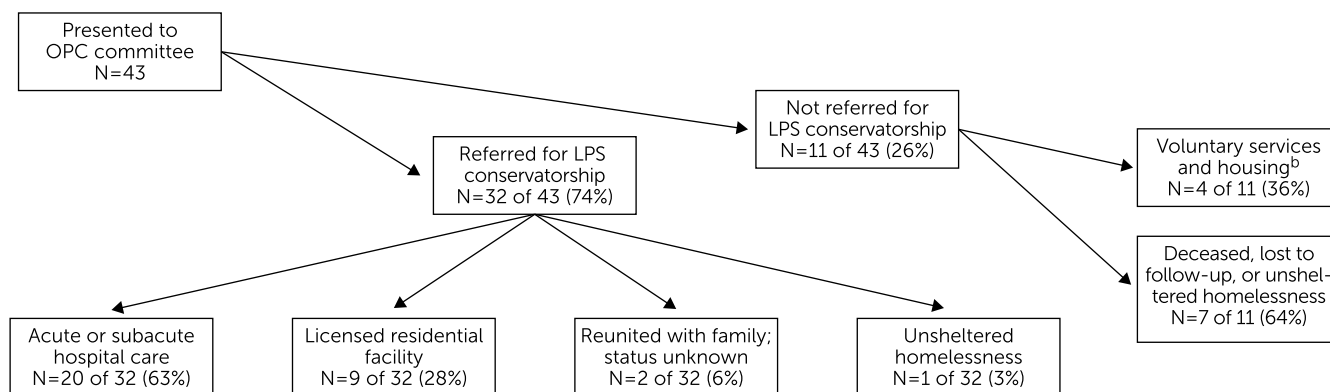 Presented to
OPC committee
N=43
Not referred for
LPS conservatorship
N=11 of 43 (26%)
Voluntary services
and housingᵇ
N=4 of 11 (36%)
Referred for LPS
conservatorship
N=32 of 43 (74%)
Deceased, lost to
follow-up, or unshel-
tered homelessness
N=7 of 11 (64%)
Acute or subacute
hospital care
N=20 of 32 (63%)
Licensed residential
facility
N=9 of 32 (28%)
Reunited with family;
status unknown
N=2 of 32 (6%)
Unsheltered
homelessness
N=1 of 32 (3%)